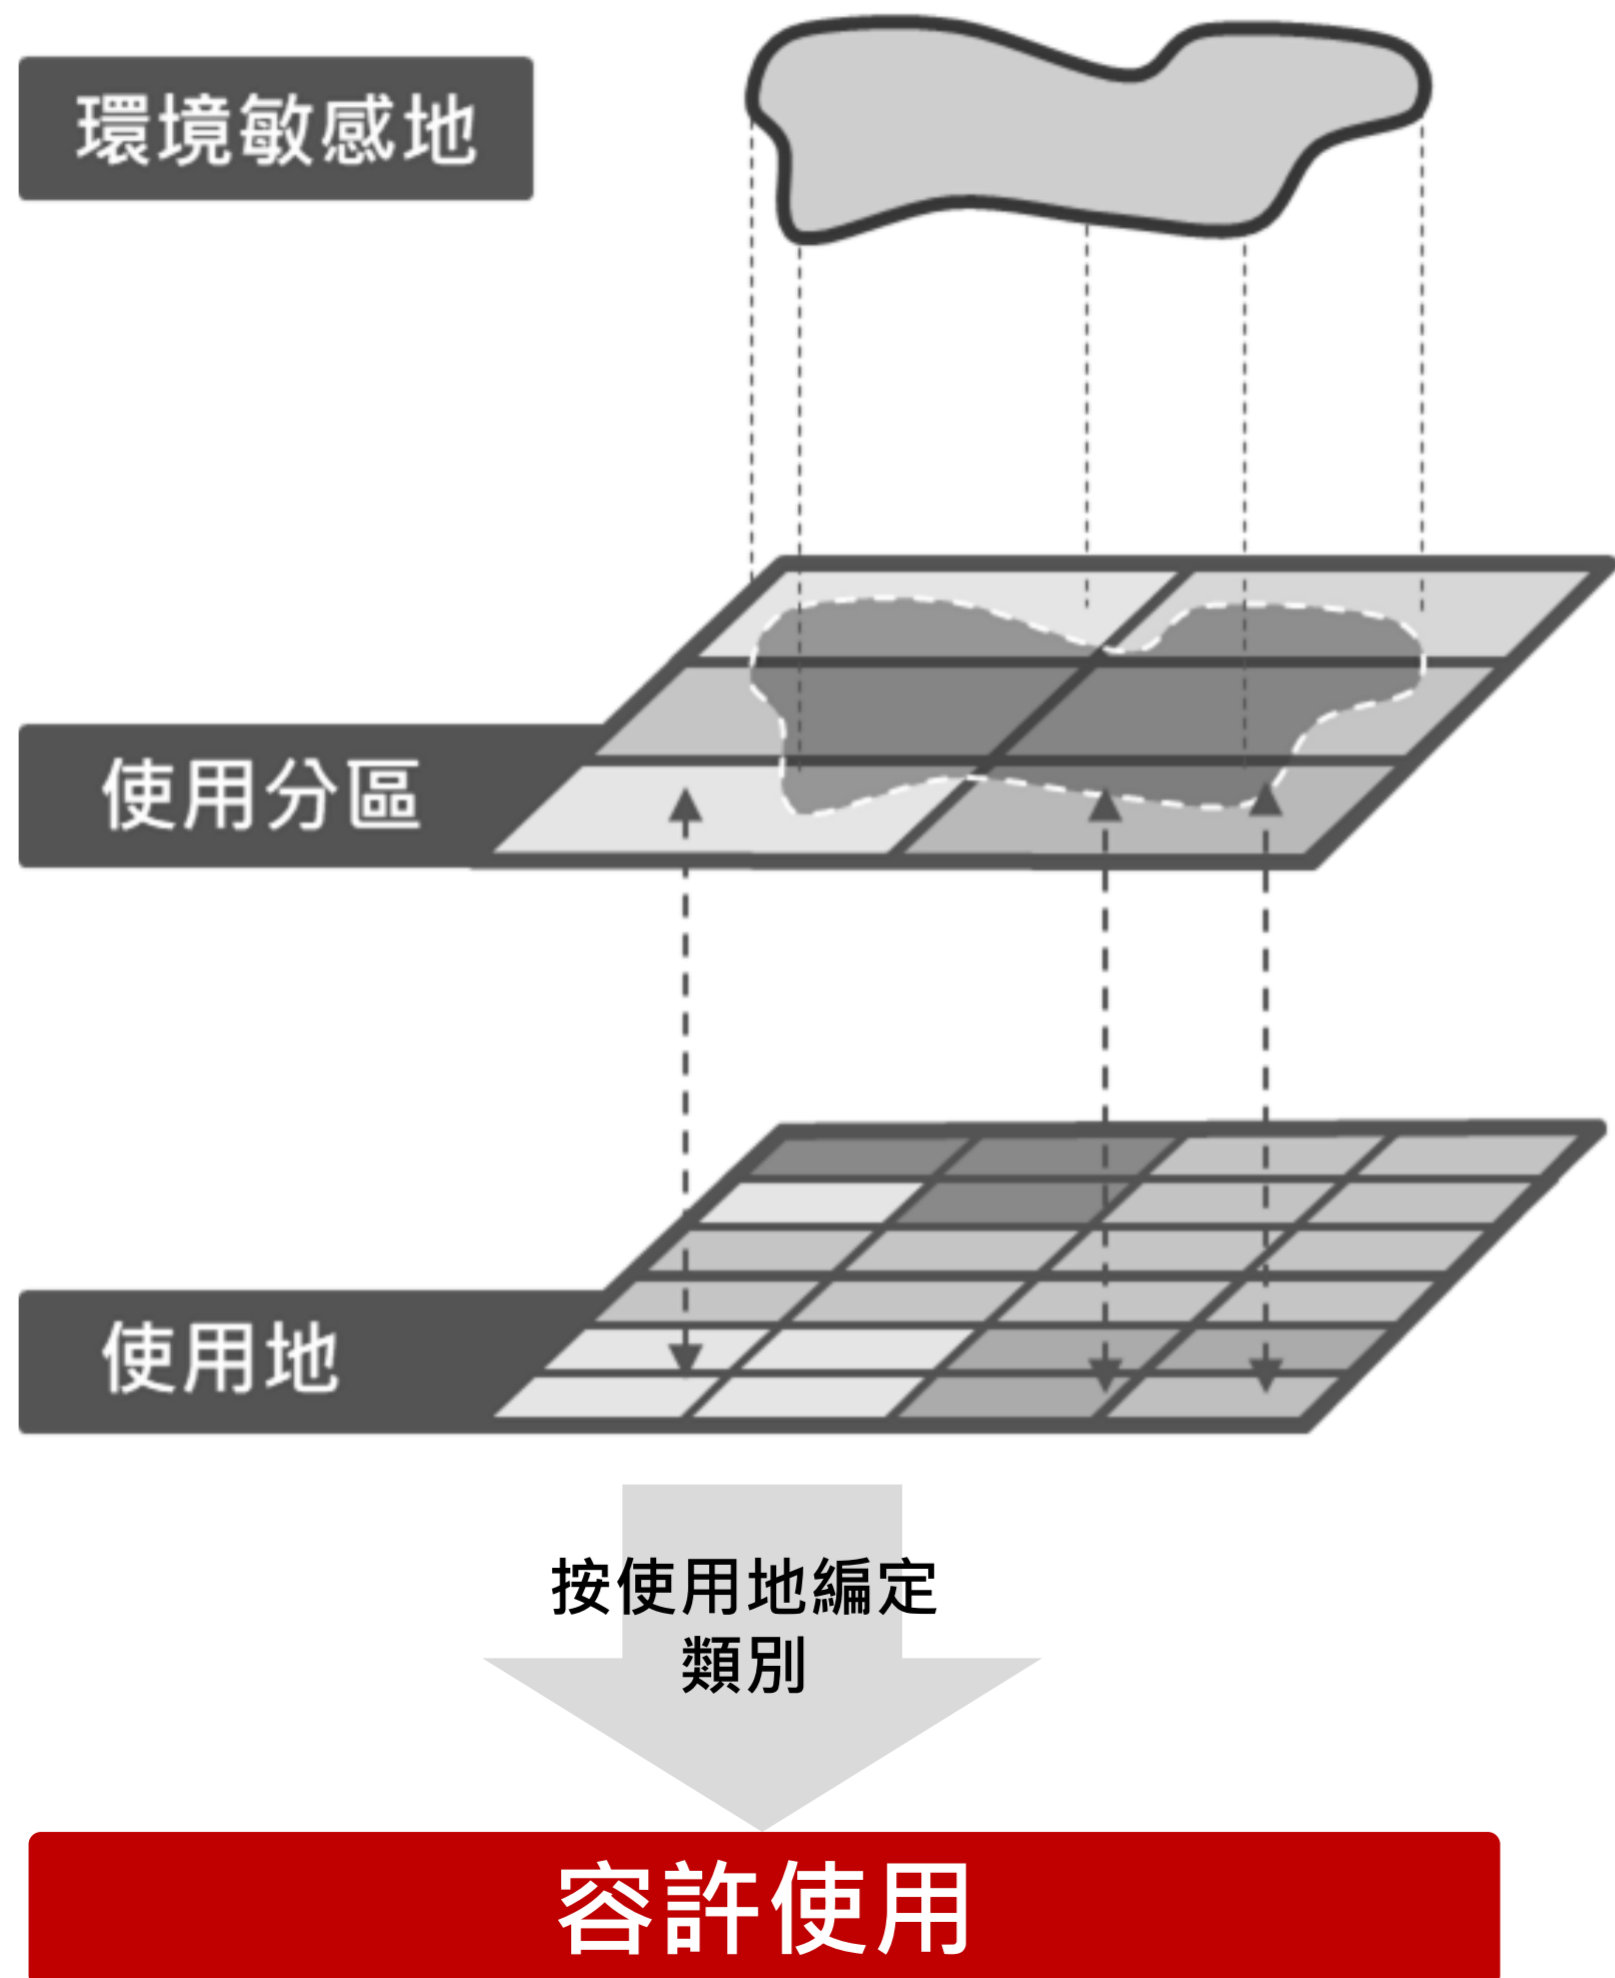 環境敏感地
使用分區
使用地
按使用地編定
類別
容許使用